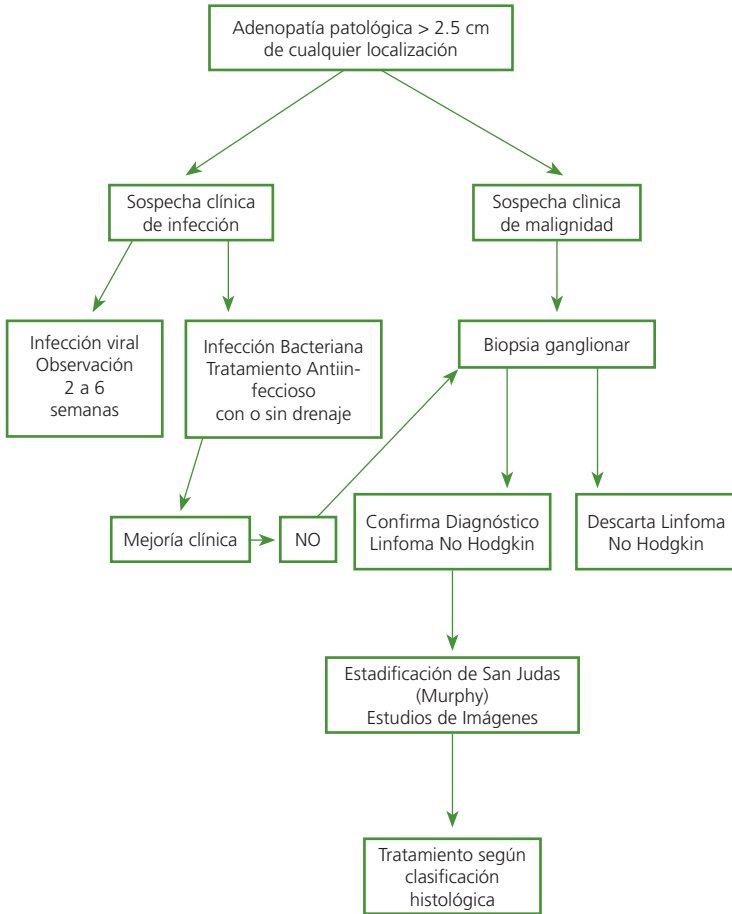 Adenopatía patológica > 2.5 cm
de cualquier localización
Sospecha clínica
de infección
Sospecha clìnica
de malignidad
Infección viral
Observación
2 a 6
semanas
Infección Bacteriana
Tratamiento Antiin-
feccioso
con o sin drenaje
Biopsia ganglionar
Mejoría clínica
NO
Confirma Diagnóstico
Linfoma No Hodgkin
Descarta Linfoma
No Hodgkin
Estadificación de San Judas
(Murphy)
Estudios de Imágenes
Tratamiento según
clasificación
histológica